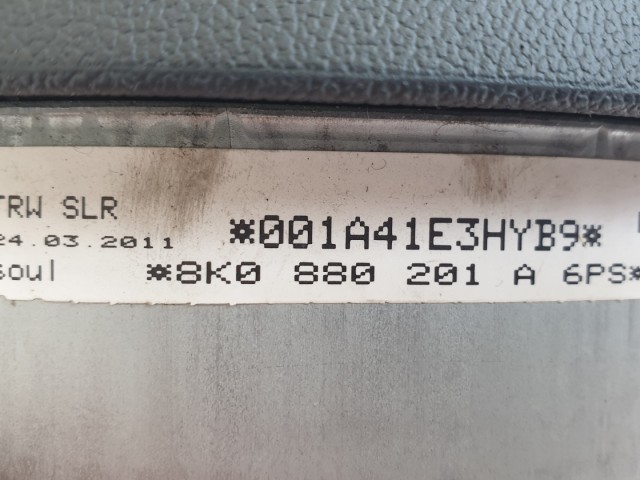 TRW SLR
24.03.2011 *001A41E3HYB9*
soul *8K0 880 201 A 6PS*